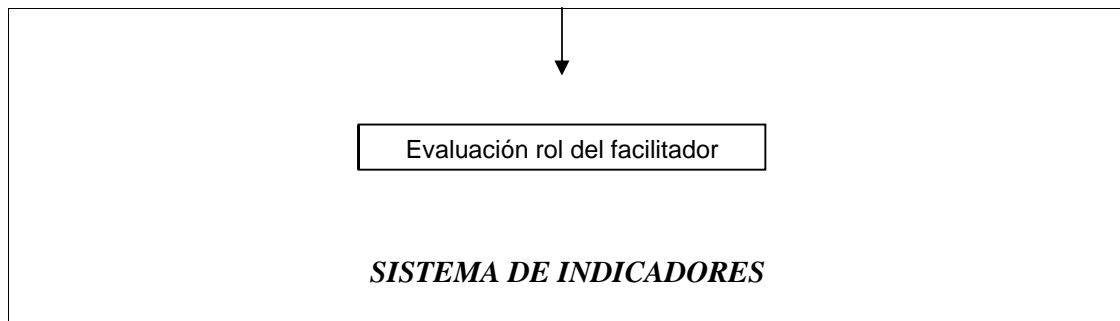 Evaluación rol del facilitador
SISTEMA DE INDICADORES